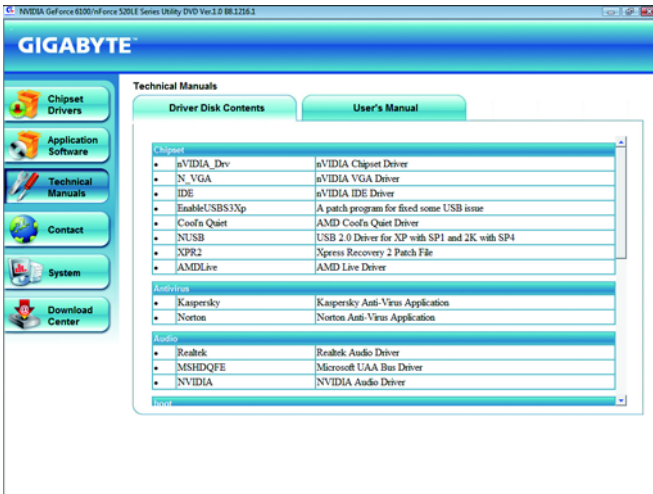 NVIDIA GeForce 6100/nForce 520LE Series Utility DVD Ver.1.0 B8.1216.1
GIGABYTE™
Chipset
Drivers
Application
Software
Technical
Manuals
Contact
System
Download
Center
Technical Manuals
Driver Disk Contents
User's Manual
Chipset
• nVIDIA_Drv nVIDIA Chipset Driver
• N_VGA nVIDIA VGA Driver
• IDE nVIDIA IDE Driver
• EnableUSBS3Xp A patch program for fixed some USB issue
• Cool'n Quiet AMD Cool'n Quiet Driver
• NUSB USB 2.0 Driver for XP with SP1 and 2K with SP4
• XPR2 Xpress Recovery 2 Patch File
• AMDLive AMD Live Driver
Antivirus
• Kaspersky Kaspersky Anti-Virus Application
• Norton Norton Anti-Virus Application
Audio
• Realtek Realtek Audio Driver
• MSHDQFE Microsoft UAA Bus Driver
• NVIDIA NVIDIA Audio Driver
boot